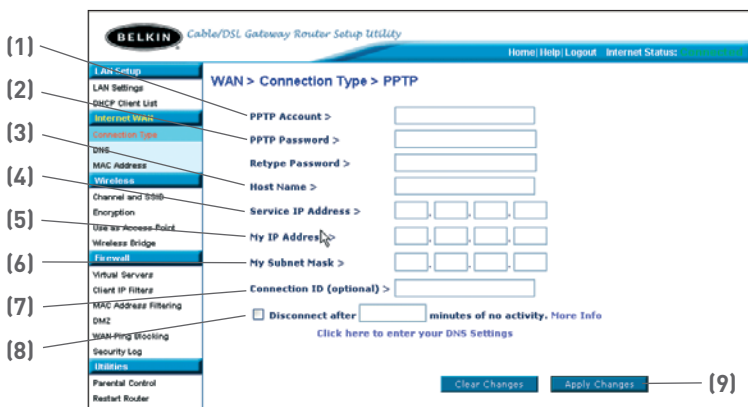 BELKIN
Cable/DSL Gateway Router Setup Utility
Home|Help|Logout Internet Status:
LAN Setup
LAN Settings
DHCP Client List
Internet WAN
Connection Type
DNS
MAC Address
Wireless
Channel and SSID
Encryption
Use as Access Point
Wireless Bridge
Firewall
Virtual Servers
Client IP Filters
MAC Address Filtering
DMZ
WAN Ping Blocking
Security Log
Utilities
Parental Control
Restart Router
WAN > Connection Type > PPTP
(1)
PPTP Account >
(2)
PPTP Password >
Retype Password >
(3)
Host Name >
(4)
Service IP Address > . . .
(5)
My IP Address > . . .
(6)
My Subnet Mask > . . .
(7)
Connection ID (optional) >
(8)
Disconnect after minutes of no activity. More Info
Click here to enter your DNS Settings
Clear Changes Apply Changes
(9)